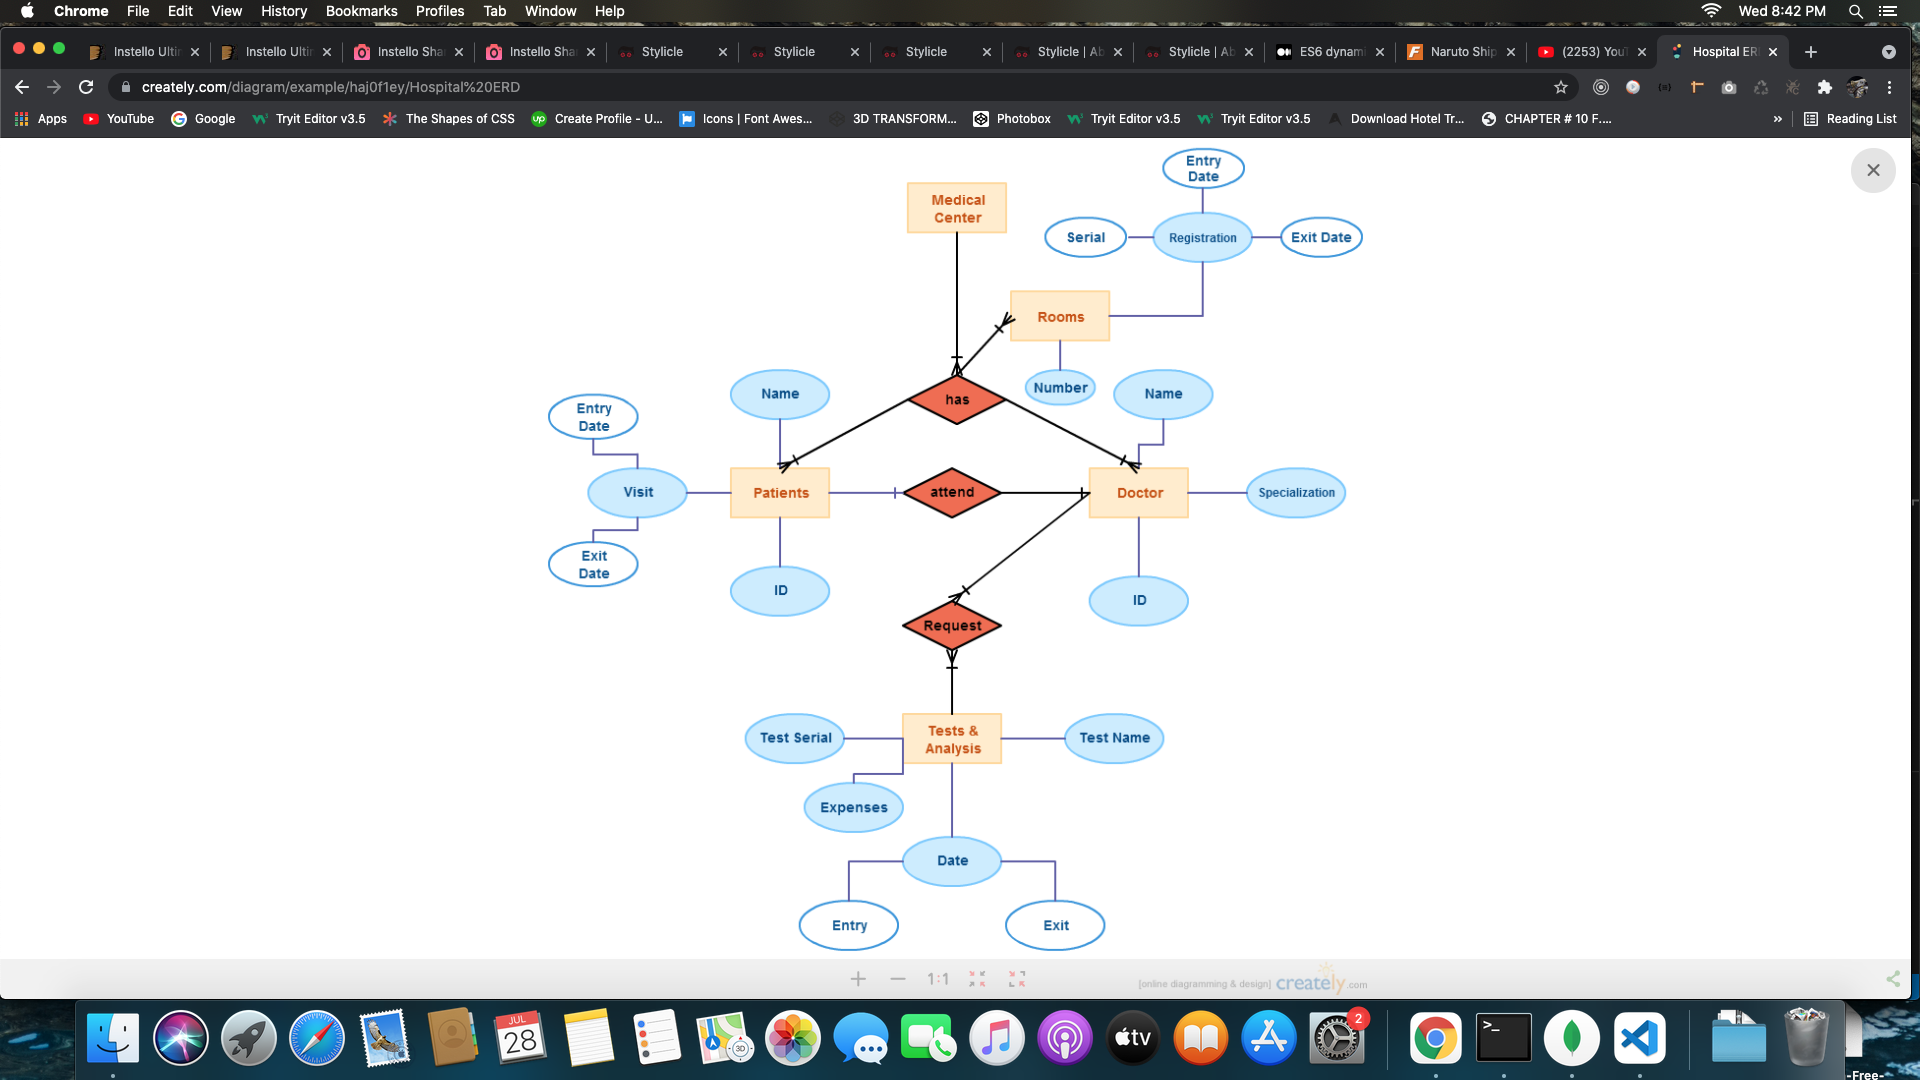 Chrome File Edit View History Bookmarks Profiles Tab Window Help
Wed 8:42 PM
Instello Ulti
Instello Ulti
Instello Sha
Instello Sha
Stylicle
Stylicle
Stylicle
Stylicle | Ab
Stylicle | Ab
ES6 dynami
Naruto Ship
(2253) YouT
Hospital ER
creately.com/diagram/example/haj0f1ey/Hospital%20ERD
Apps
YouTube
Google
Tryit Editor v3.5
The Shapes of CSS
Create Profile - U...
Icons | Font Awes...
3D TRANSFORM...
Photobox
Tryit Editor v3.5
Tryit Editor v3.5
Download Hotel Tr...
CHAPTER # 10 F....
»
Reading List
Entry
Date
Medical
Center
Serial
Registration
Exit Date
Rooms
Number
Name
has
Name
Entry
Date
Visit
Patients
attend
Doctor
Specialization
Exit
Date
ID
ID
Request
Test Serial
Tests &
Analysis
Test Name
Expenses
Date
Entry
Exit
1:1
[online diagramming & design] creately.com
JUL
28
3D
tv
2
>_
-Free-